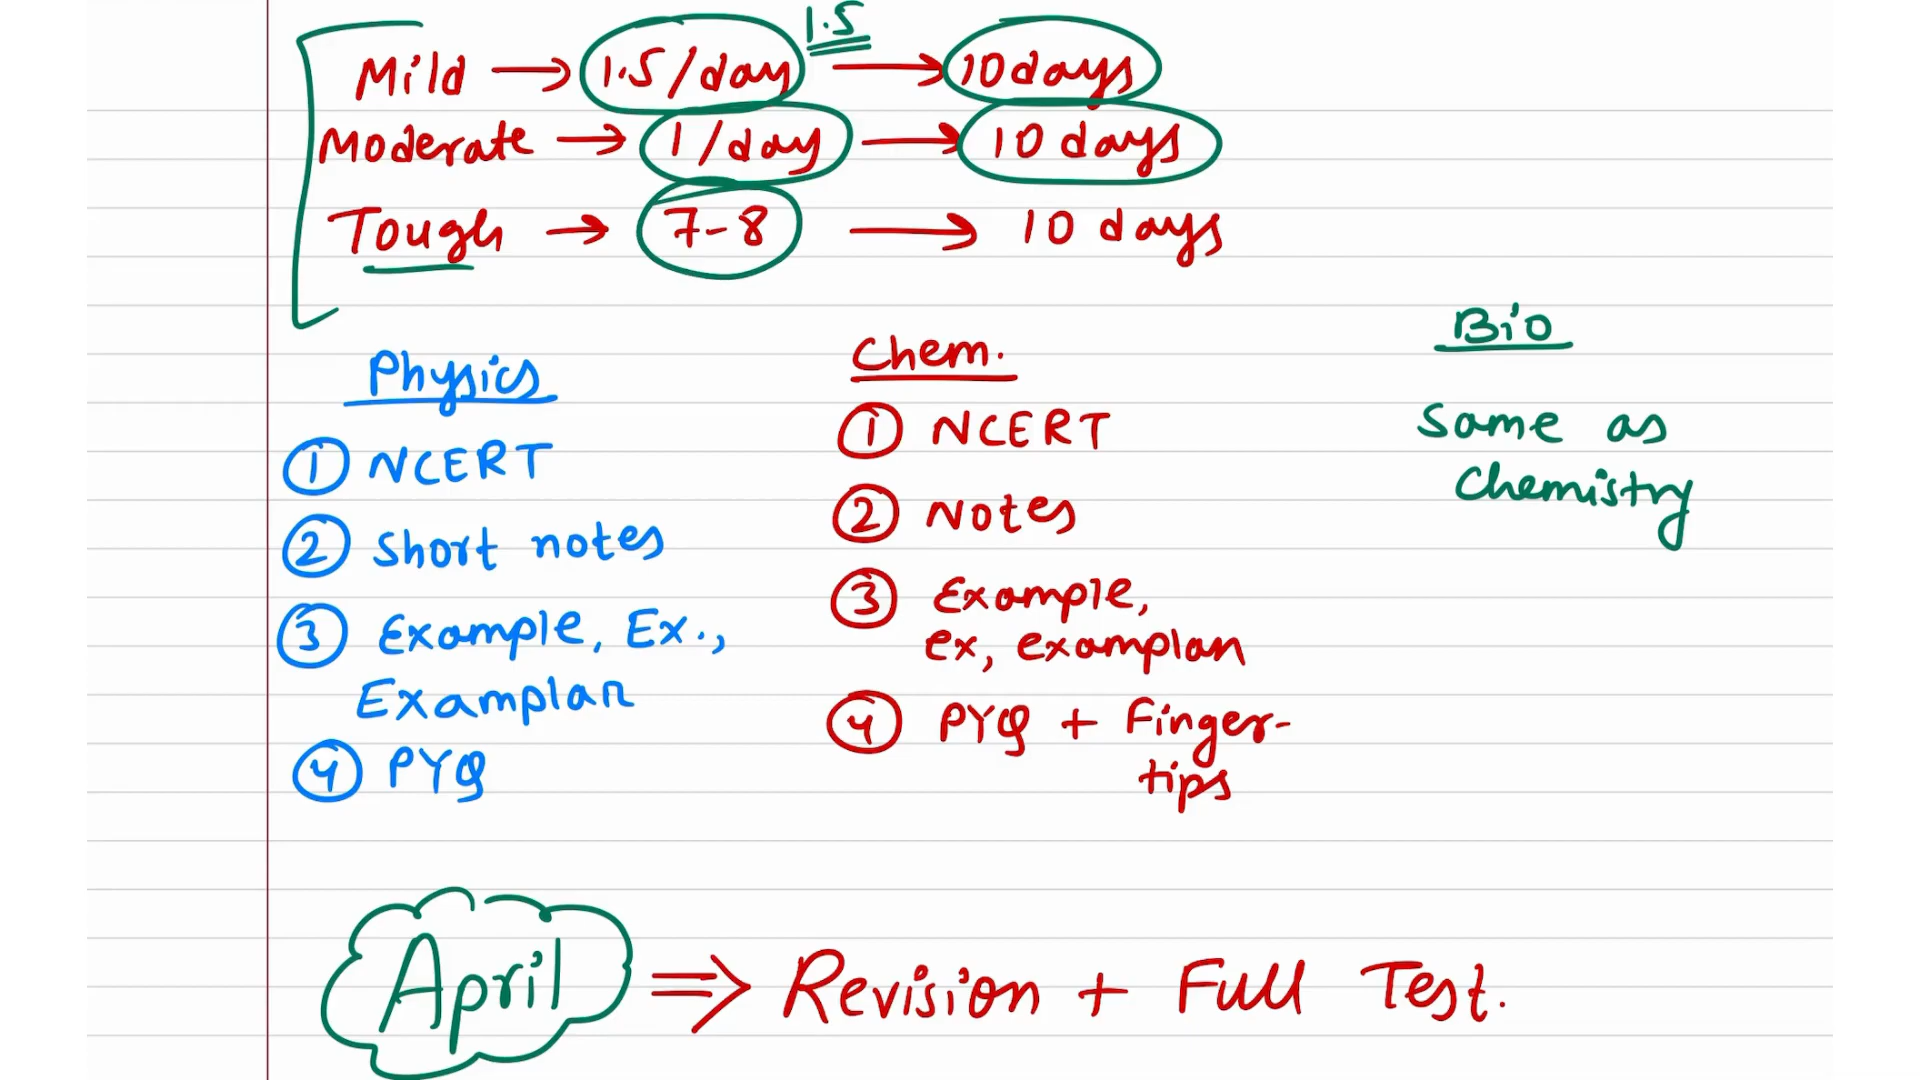 1.5
Mild → 1.5/day → 10 days
Moderate → 1/day → 10 days
Tough → 7-8 → 10 days
Physics
① NCERT
② Short notes
③ Example, Ex.,
Examplar
④ PYQ
Chem.
① NCERT
② Notes
③ Example,
ex, examplar
④ PYQ + Finger-
tips
Bio
Same as
Chemistry
April ⇒ Revision + Full Test.